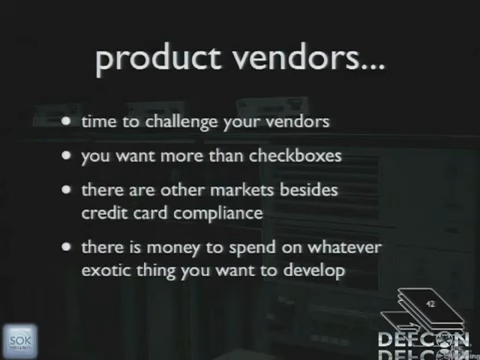 product vendors...
time to challenge your vendors
you want more than checkboxes
there are other markets besides
credit card compliance
there is money to spend on whatever
exotic thing you want to develop
42
SOK
DEFCON